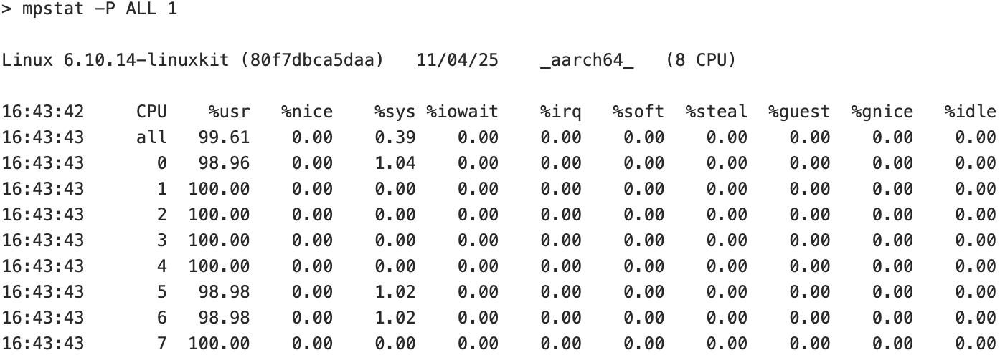 > mpstat -P ALL 1
Linux 6.10.14-linuxkit (80f7dbca5daa) 11/04/25 _aarch64_ (8 CPU)
16:43:42 CPU %usr %nice %sys %iowait %irq %soft %steal %guest %gnice %idle
16:43:43 all 99.61 0.00 0.39 0.00 0.00 0.00 0.00 0.00 0.00 0.00
16:43:43 0 98.96 0.00 1.04 0.00 0.00 0.00 0.00 0.00 0.00 0.00
16:43:43 1 100.00 0.00 0.00 0.00 0.00 0.00 0.00 0.00 0.00 0.00
16:43:43 2 100.00 0.00 0.00 0.00 0.00 0.00 0.00 0.00 0.00 0.00
16:43:43 3 100.00 0.00 0.00 0.00 0.00 0.00 0.00 0.00 0.00 0.00
16:43:43 4 100.00 0.00 0.00 0.00 0.00 0.00 0.00 0.00 0.00 0.00
16:43:43 5 98.98 0.00 1.02 0.00 0.00 0.00 0.00 0.00 0.00 0.00
16:43:43 6 98.98 0.00 1.02 0.00 0.00 0.00 0.00 0.00 0.00 0.00
16:43:43 7 100.00 0.00 0.00 0.00 0.00 0.00 0.00 0.00 0.00 0.00